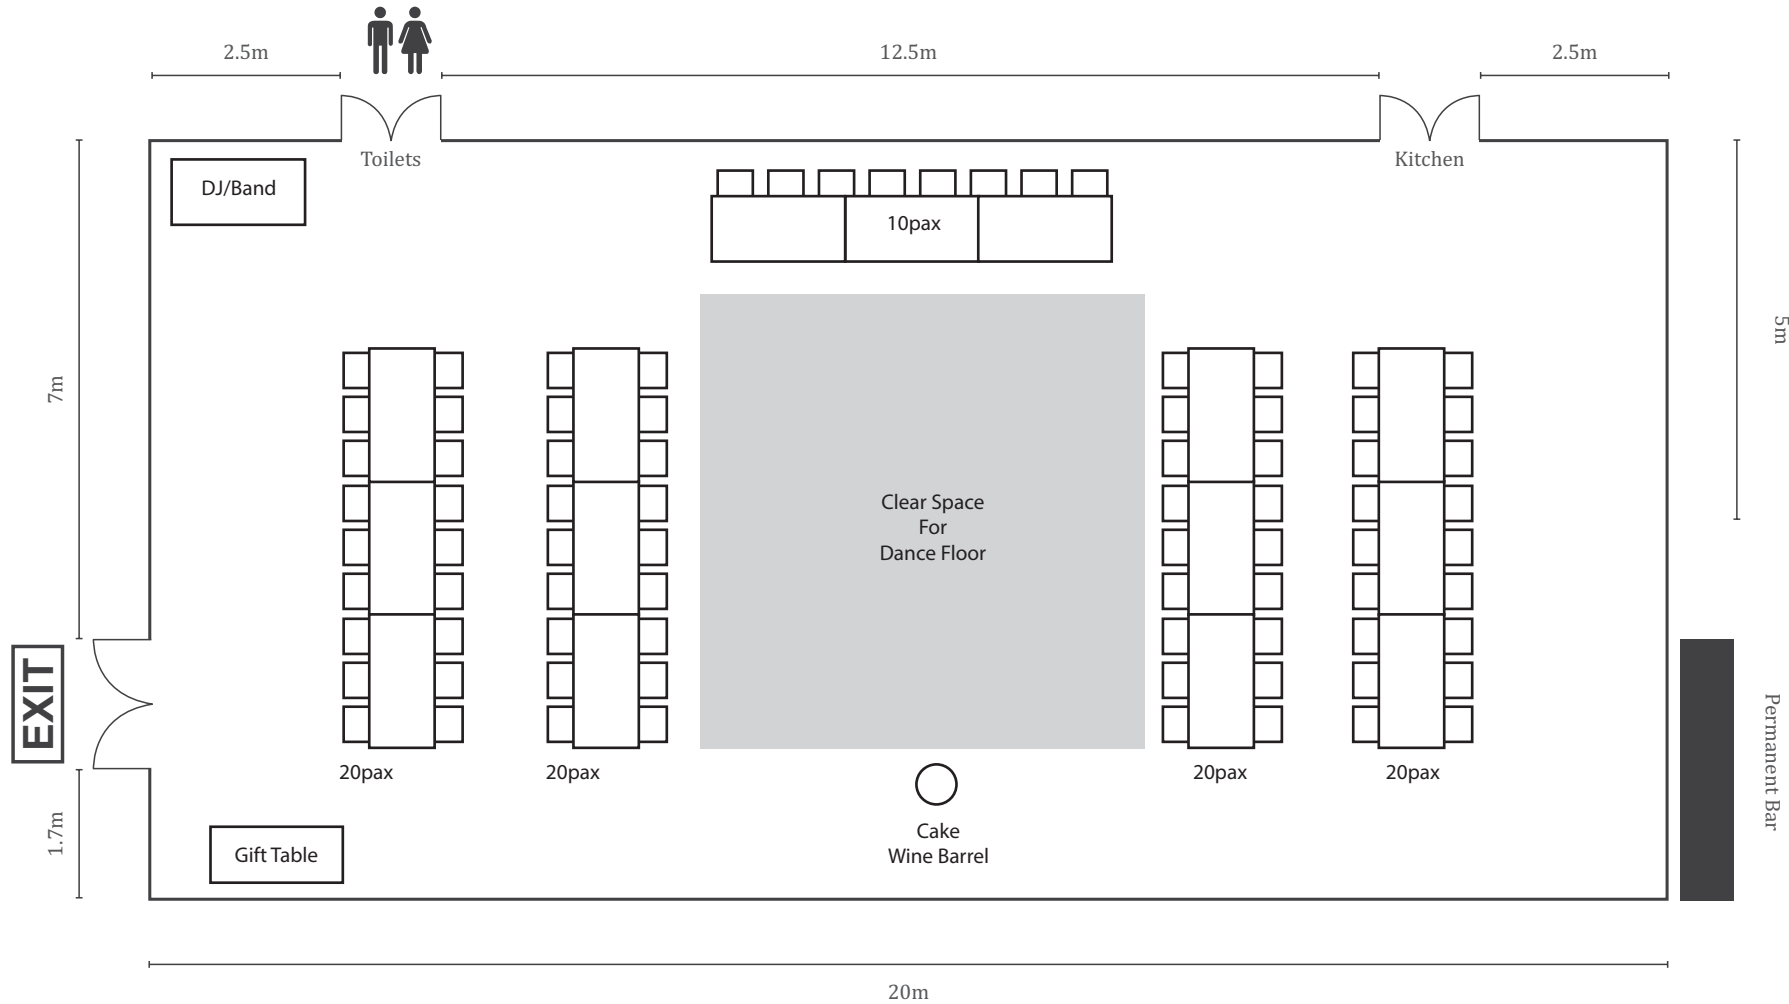 2.5m
12.5m
2.5m
Toilets
Kitchen
DJ/Band
10pax
5m
7m
Clear Space
For
Dance Floor
EXIT
Permanent Bar
20pax
20pax
20pax
20pax
1.7m
Cake
Wine Barrel
Gift Table
20m